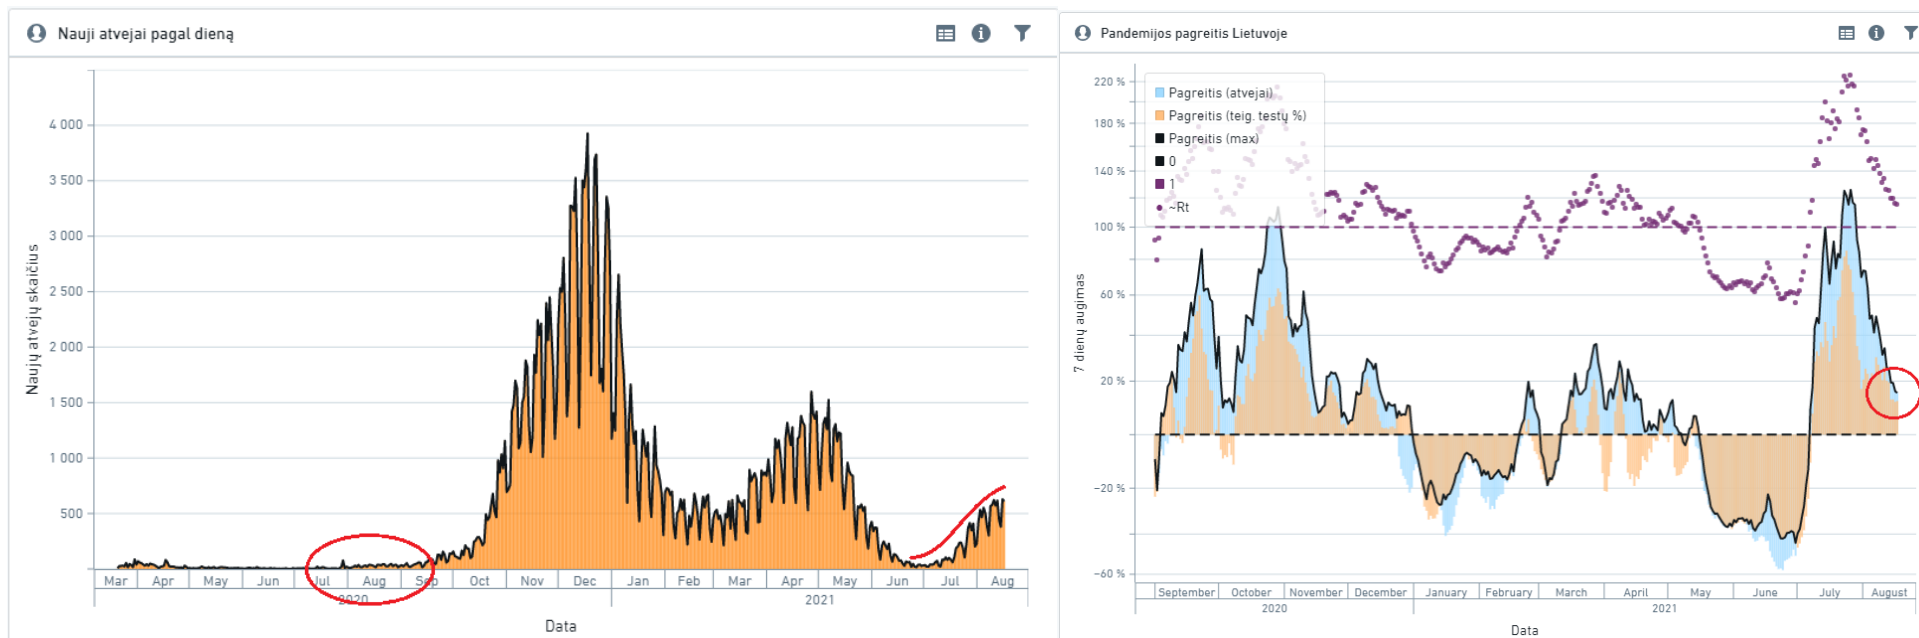 Nauji atvejai pagal dieną
Naujų atvejų skaičius
4 000
3 500
3 000
2 500
2 000
1 500
1 000
500
Mar Apr May Jun Jul Aug Sep Oct Nov Dec Jan Feb Mar Apr May Jun Jul Aug
2020 2021
Data
Pandemijos pagreitis Lietuvoje
7 dienų augimas
220 %
180 %
140 %
100 %
60 %
20 %
−20 %
−60 %
Pagreitis (atvejai)
Pagreitis (teig. testų %)
Pagreitis (max)
0
1
~Rt
September October November December January February March April May June July August
2020 2021
Data